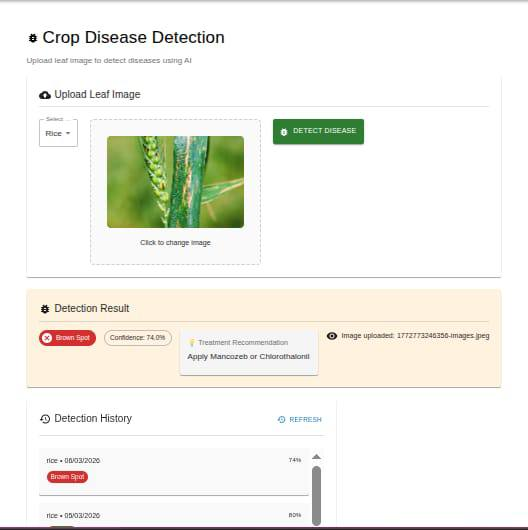 Crop Disease Detection
Upload leaf image to detect diseases using AI
Upload Leaf Image
Select ...
Rice
DETECT DISEASE
Click to change image
Detection Result
Brown Spot
Confidence: 74.0%
Treatment Recommendation
Apply Mancozeb or Chlorothalonil
Image uploaded: 1772773246356-images.jpeg
Detection History
REFRESH
rice • 06/03/2026
74%
Brown Spot
rice • 05/03/2026
80%